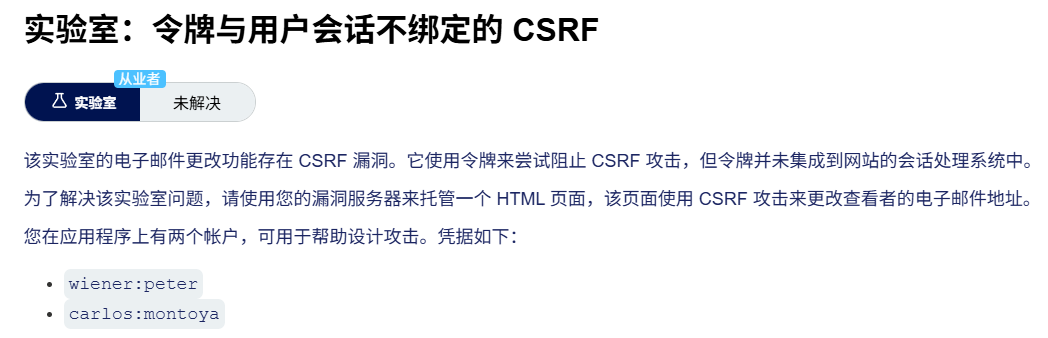 实验室：令牌与用户会话不绑定的 CSRF
从业者
实验室 未解决
该实验室的电子邮件更改功能存在 CSRF 漏洞。它使用令牌来尝试阻止 CSRF 攻击，但令牌并未集成到网站的会话处理系统中。
为了解决该实验室问题，请使用您的漏洞服务器来托管一个 HTML 页面，该页面使用 CSRF 攻击来更改查看者的电子邮件地址。
您在应用程序上有两个帐户，可用于帮助设计攻击。凭据如下：
• wiener:peter
• carlos:montoya